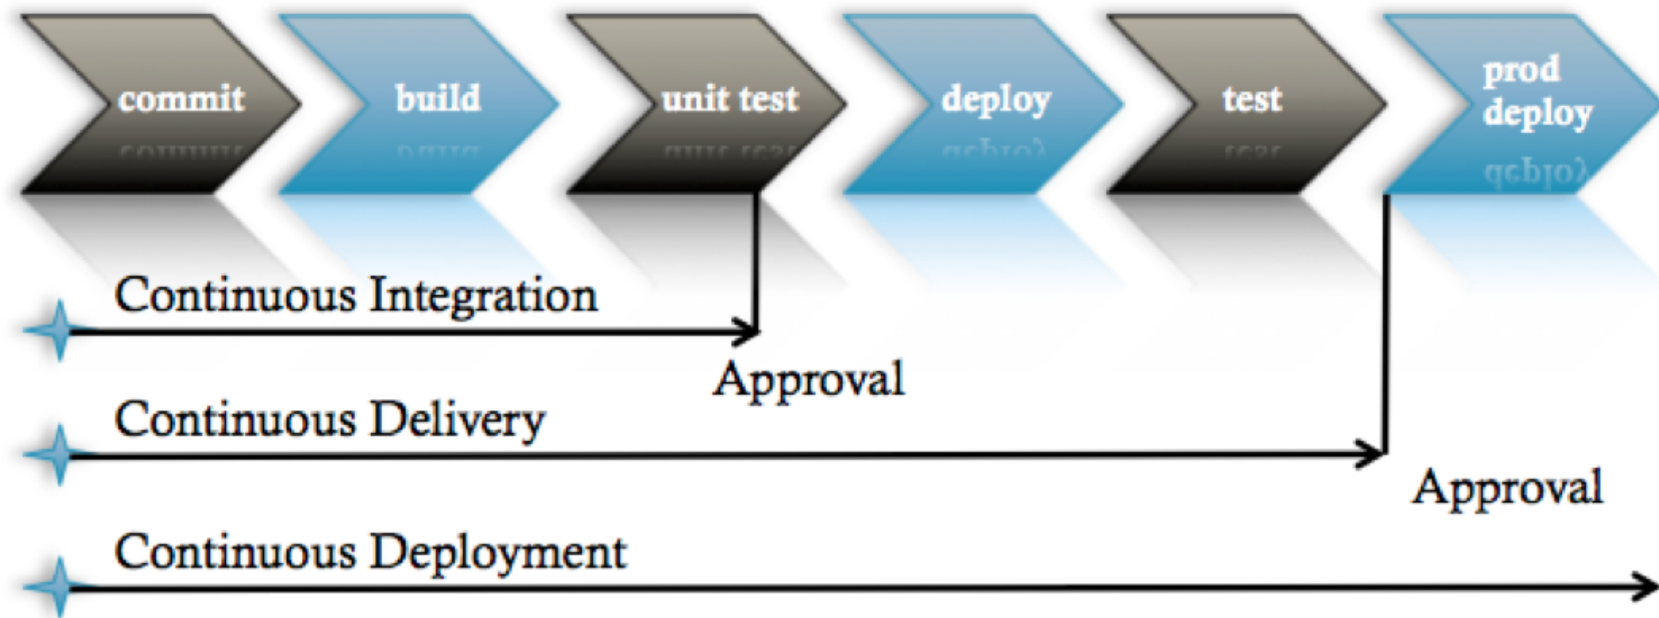 commit
build
unit test
deploy
test
prod
deploy
Continuous Integration
Approval
Continuous Delivery
Approval
Continuous Deployment